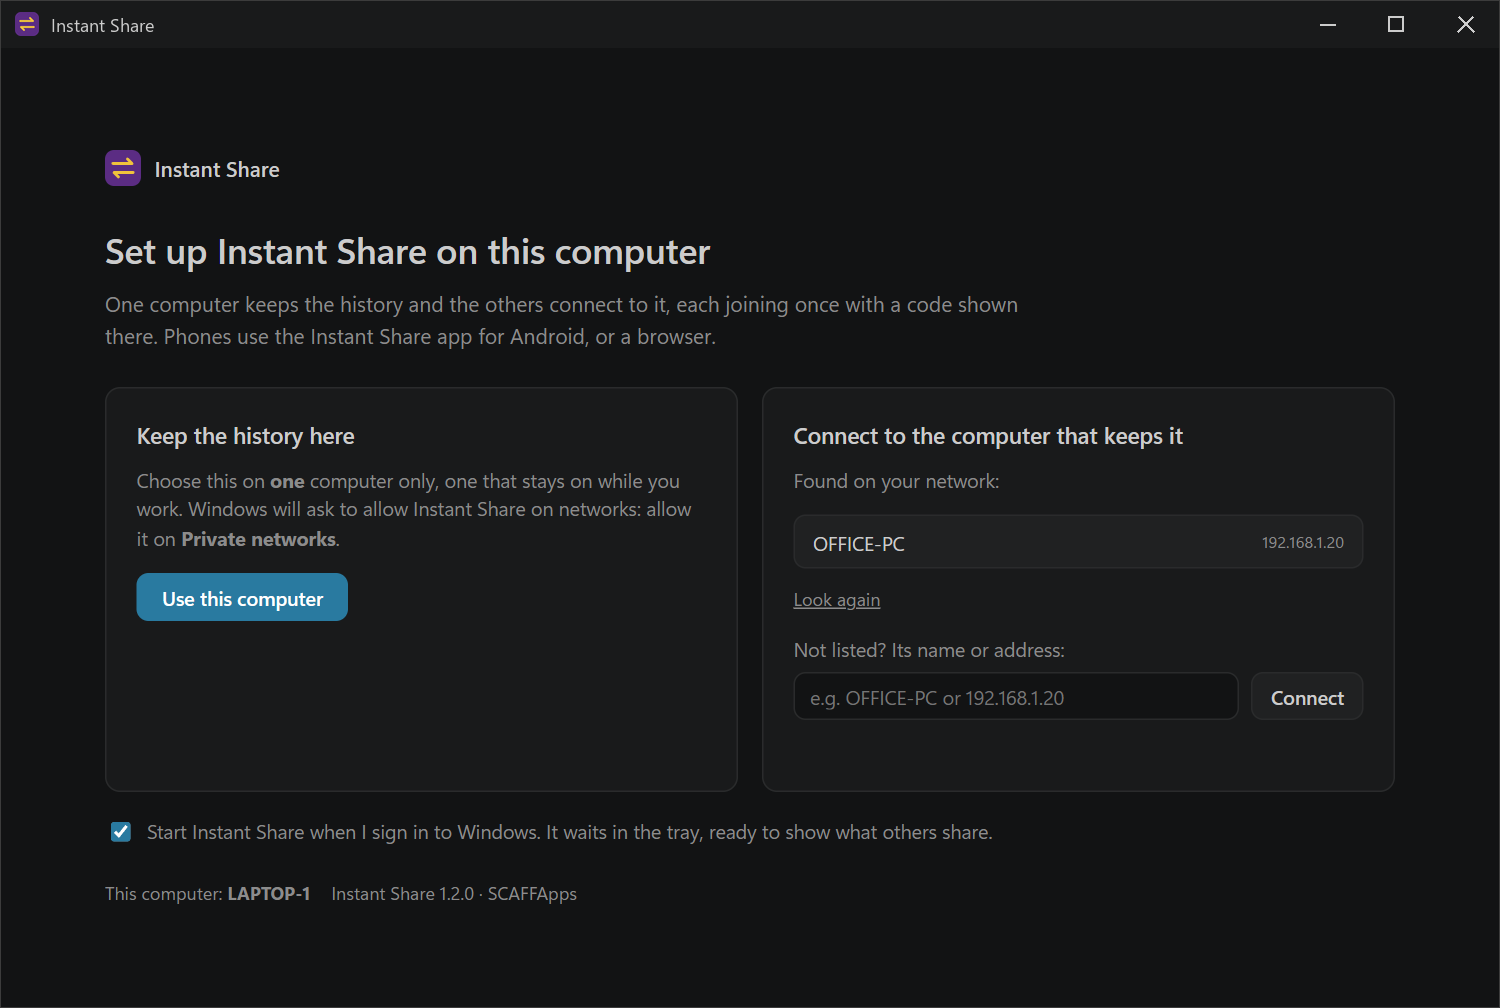 Instant Share
Instant Share
Set up Instant Share on this computer
One computer keeps the history and the others connect to it, each joining once with a code shown
there. Phones use the Instant Share app for Android, or a browser.
Keep the history here
Choose this on one computer only, one that stays on while you
work. Windows will ask to allow Instant Share on networks: allow
it on Private networks.
Use this computer
Connect to the computer that keeps it
Found on your network:
OFFICE-PC 192.168.1.20
Look again
Not listed? Its name or address:
e.g. OFFICE-PC or 192.168.1.20
Connect
Start Instant Share when I sign in to Windows. It waits in the tray, ready to show what others share.
This computer: LAPTOP-1 Instant Share 1.2.0 · SCAFFApps